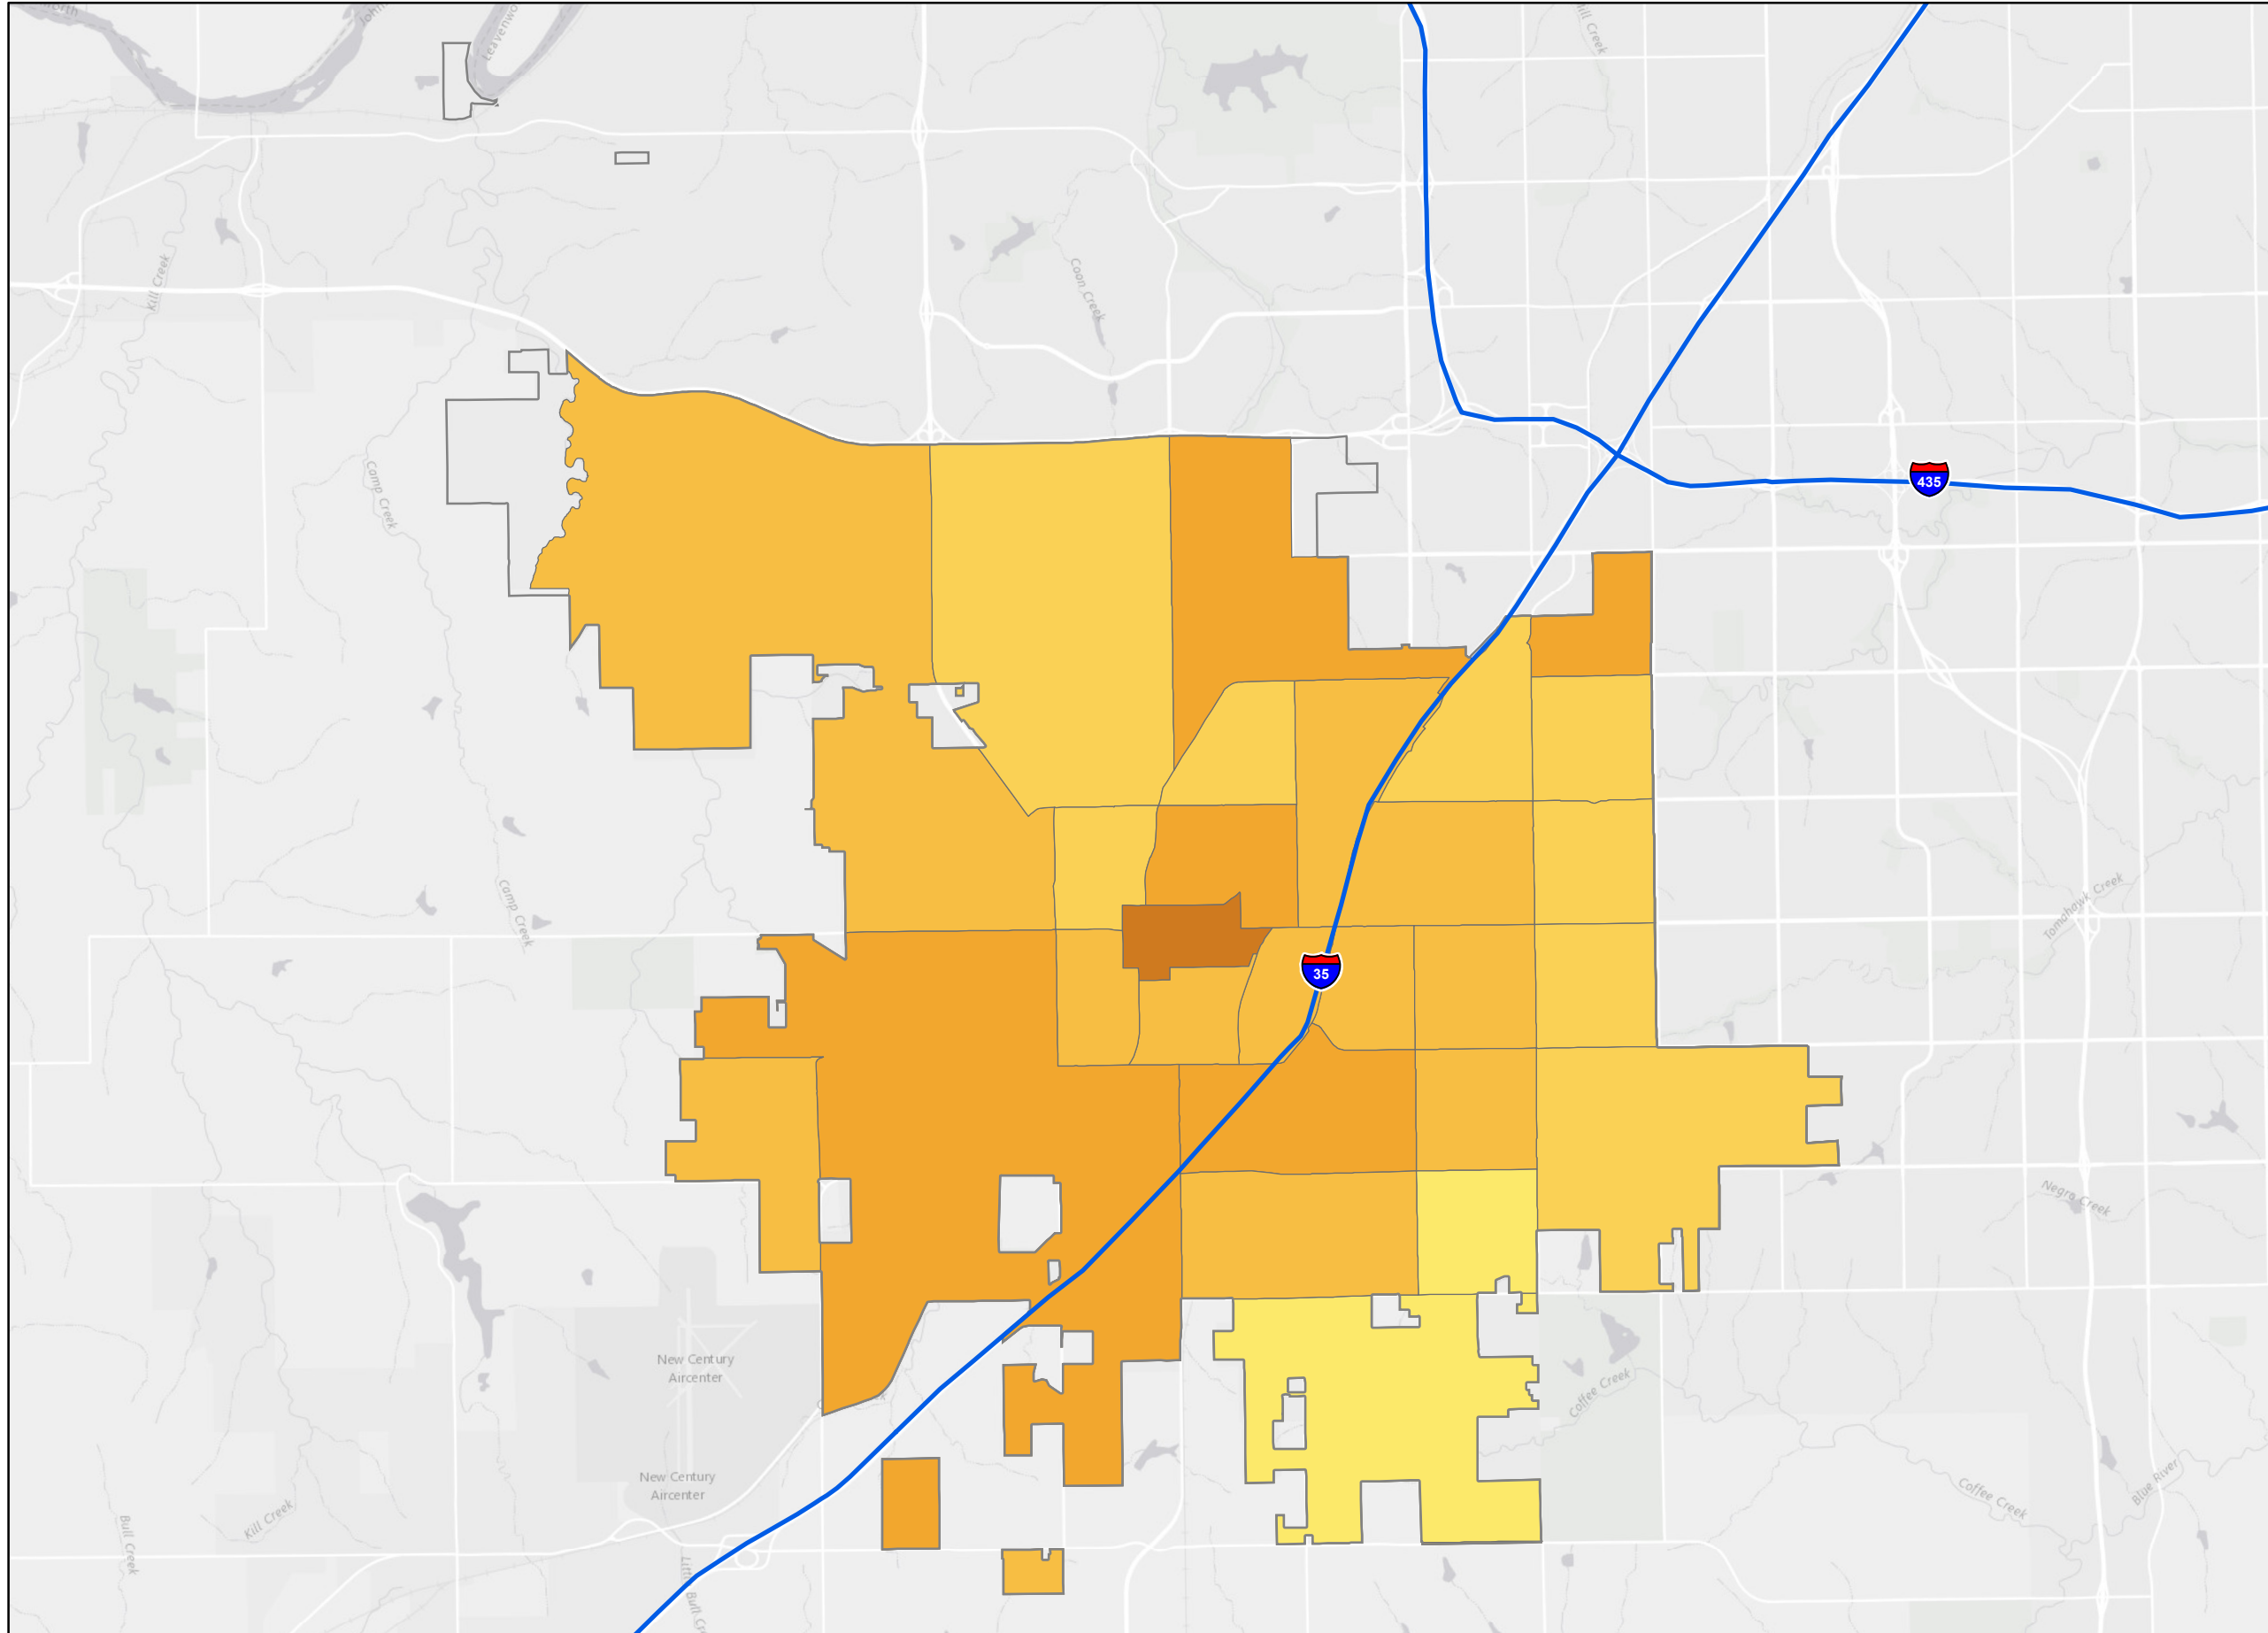 Kill Creek
Coon Creek
Camp Creek
435
Camp Creek
Tomahawk Creek
35
Negro Creek
New Century
Aircenter
Coffee Creek
New Century
Aircenter
Kill Creek
Bull Creek
Coffee Creek
Blue River